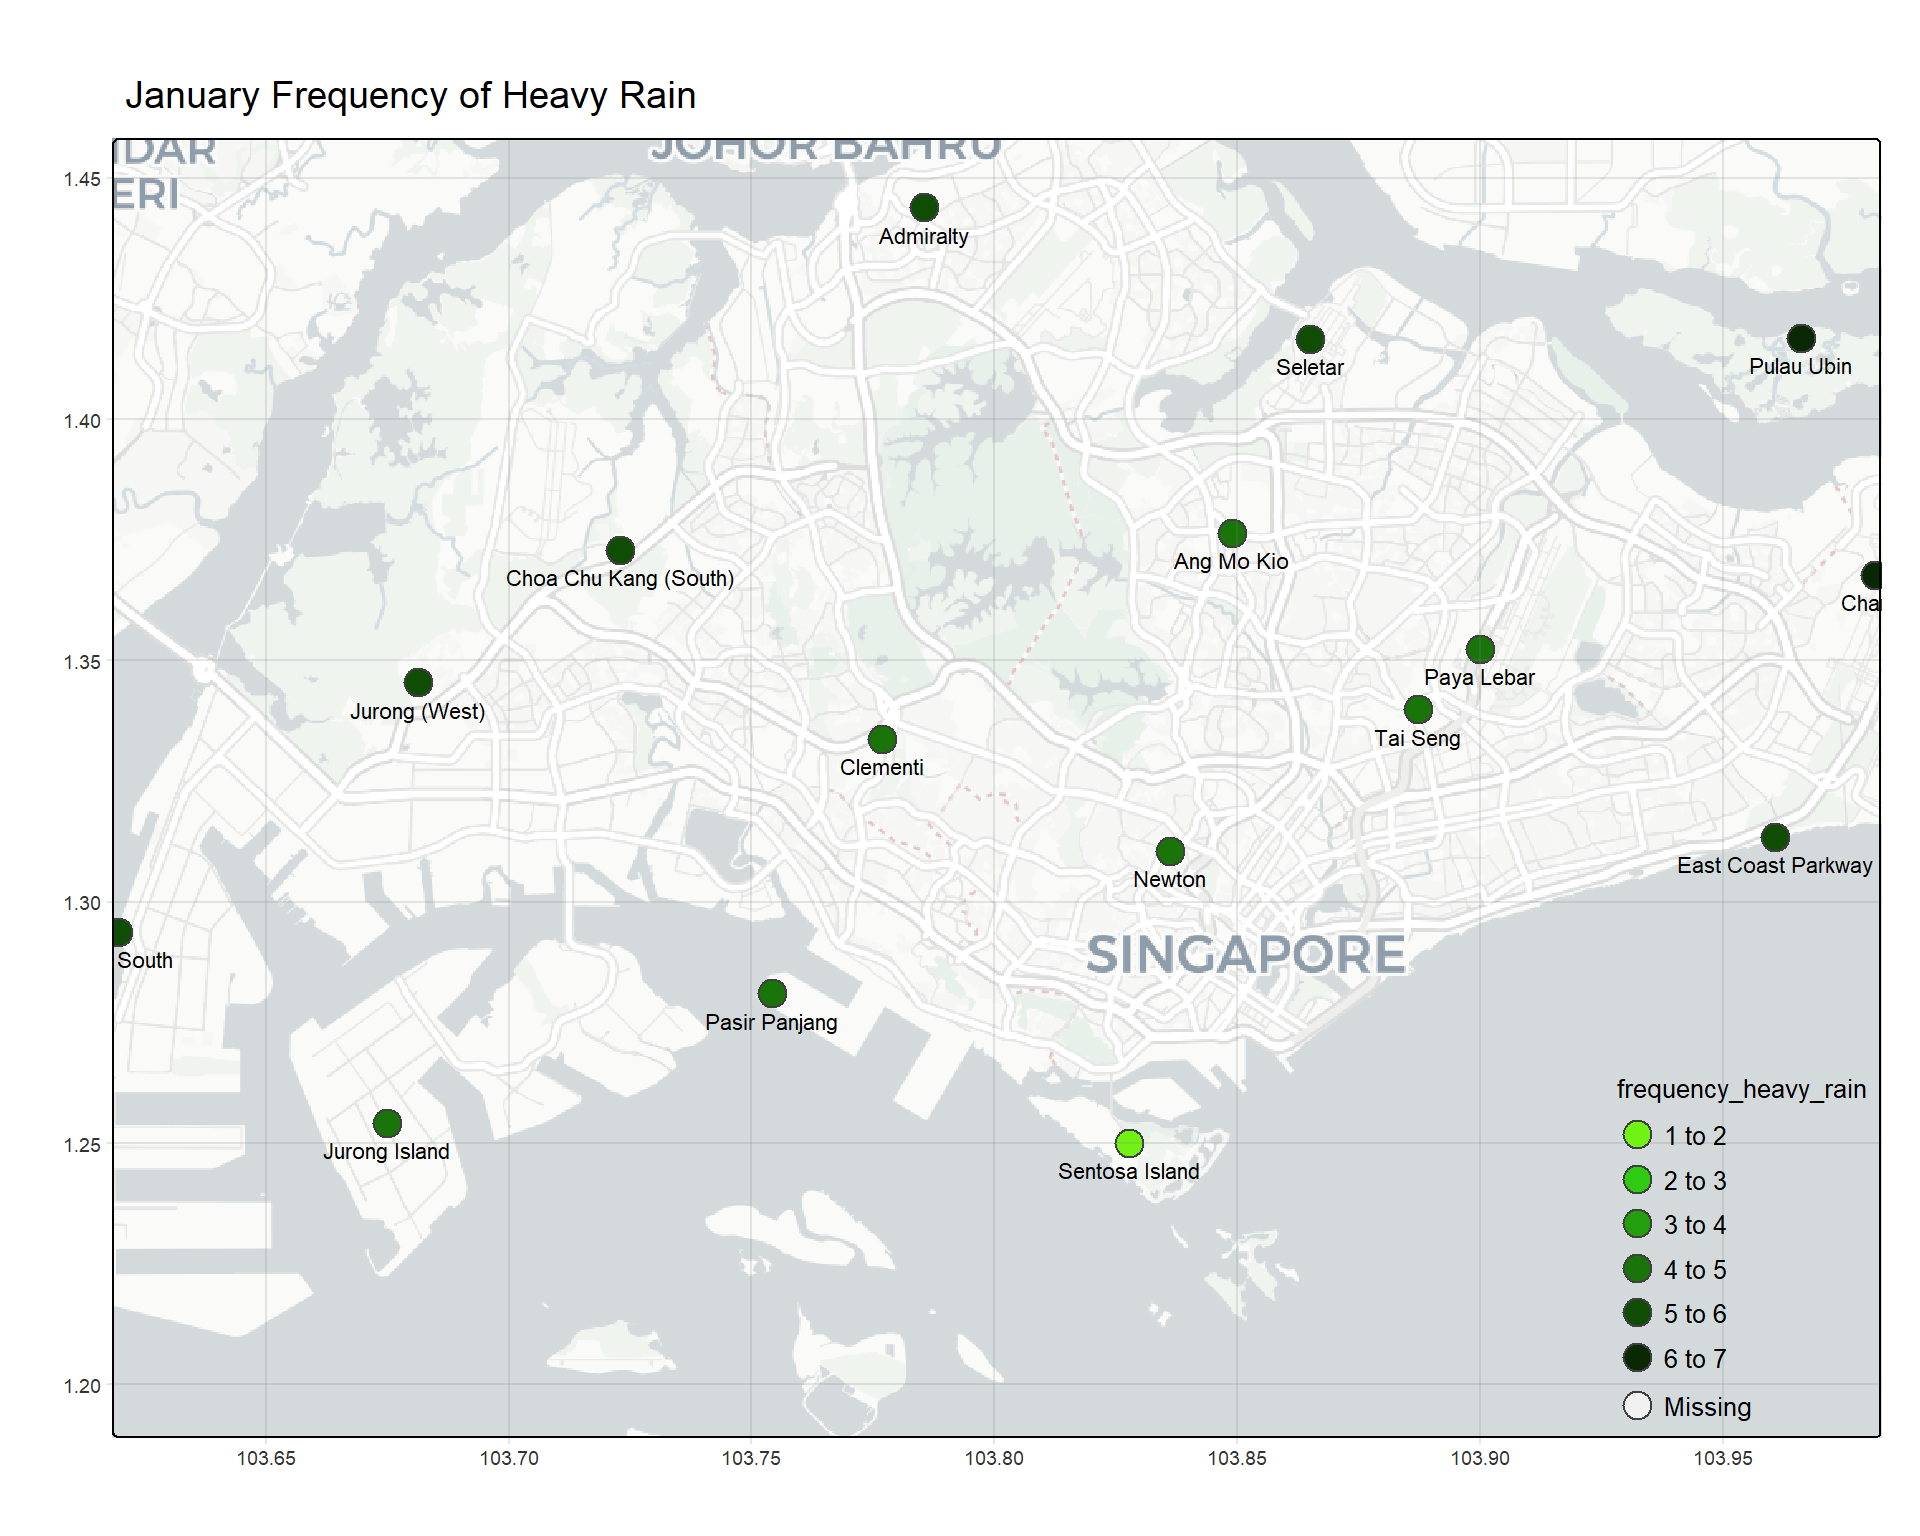 January Frequency of Heavy Rain
JOHOR BAHRU
IDAR
ERI
1.45
Admiralty
Seletar
Pulau Ubin
1.40
Ang Mo Kio
Choa Chu Kang (South)
Cha
1.35
Paya Lebar
Jurong (West)
Tai Seng
Clementi
East Coast Parkway
Newton
1.30
SINGAPORE
South
Pasir Panjang
frequency_heavy_rain
1 to 2
1.25
Jurong Island
Sentosa Island
2 to 3
3 to 4
4 to 5
5 to 6
6 to 7
1.20
Missing
103.65 103.70 103.75 103.80 103.85 103.90 103.95